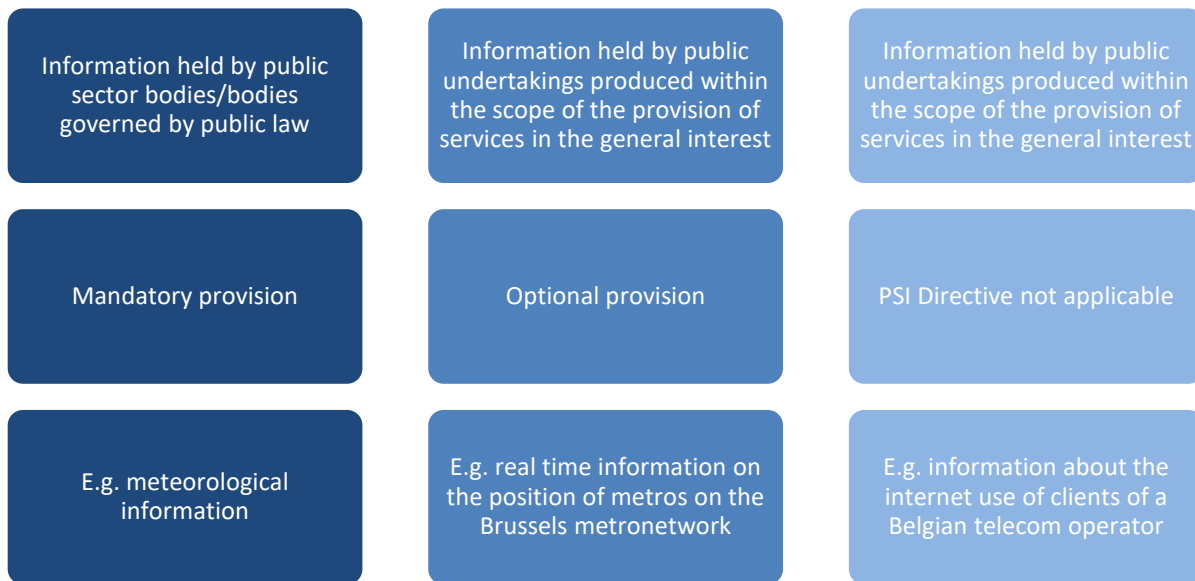 Information held by public
sector bodies/bodies
governed by public law
Information held by public
undertakings produced within
the scope of the provision of
services in the general interest
Information held by public
undertakings produced within
the scope of the provision of
services in the general interest
Mandatory provision
Optional provision
PSI Directive not applicable
E.g. meteorological
information
E.g. real time information on
the position of metros on the
Brussels metronetwork
E.g. information about the
internet use of clients of a
Belgian telecom operator